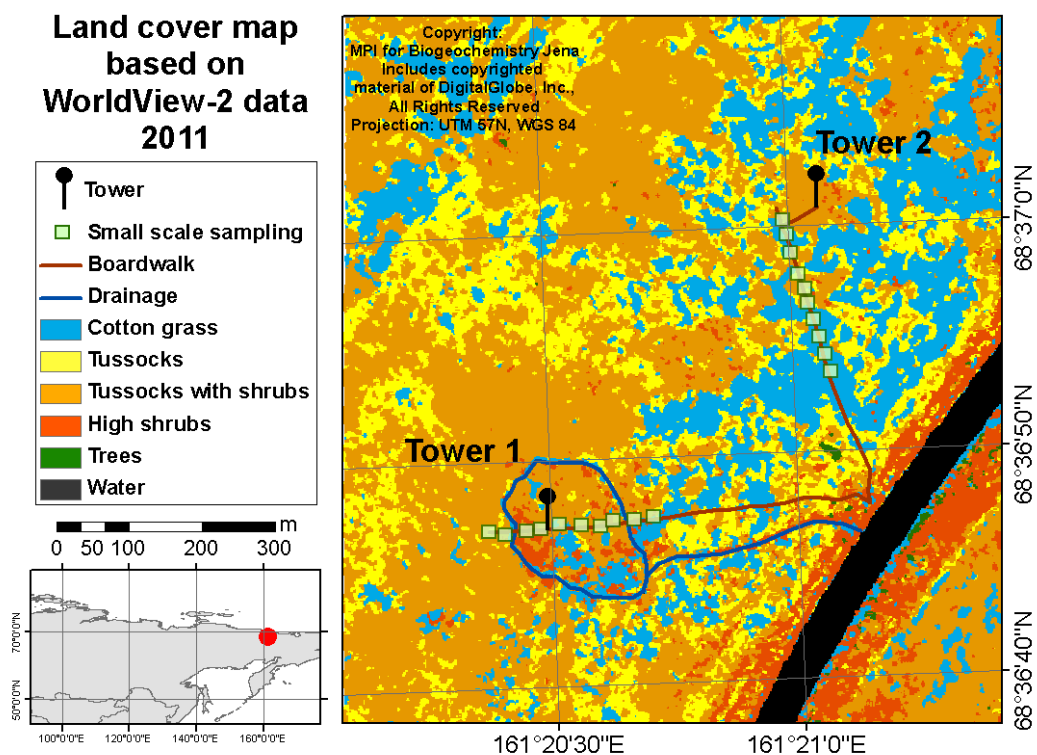 Land cover map
based on
WorldView-2 data
2011
Tower
Small scale sampling
Boardwalk
Drainage
Cotton grass
Tussocks
Tussocks with shrubs
High shrubs
Trees
Water
m
0 50 100 200 300
70°0'0"N
50°0'0"N
100°0'0"E 120°0'0"E 140°0'0"E 160°0'0"E
Copyright:
MPI for Biogeochemistry Jena
Includes copyrighted
material of DigitalGlobe, Inc.,
All Rights Reserved
Projection: UTM 57N, WGS 84
Tower 2
Tower 1
68°37'0"N
68°36'50"N
68°36'40"N
161°20'30"E 161°21'0"E